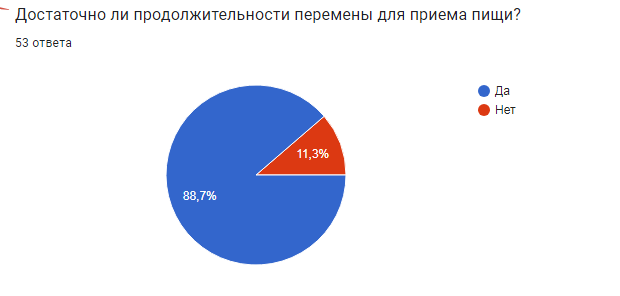 Достаточно ли продолжительности перемены для приема пищи?
53 ответа
Да
Нет
11,3%
88,7%